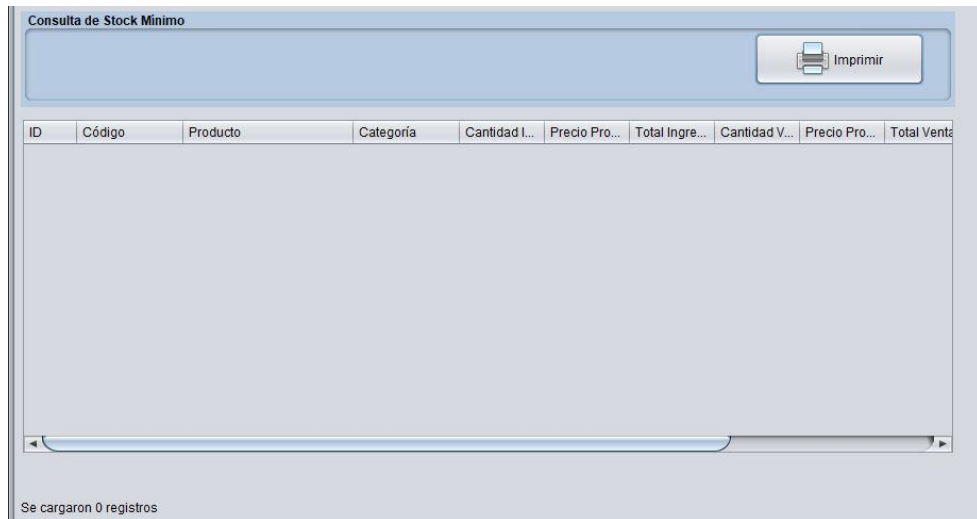 Consulta de Stock Mínimo
Imprimir
ID Código Producto Categoría Cantidad I... Precio Pro... Total Ingre... Cantidad V... Precio Pro... Total Venta
Se cargaron 0 registros